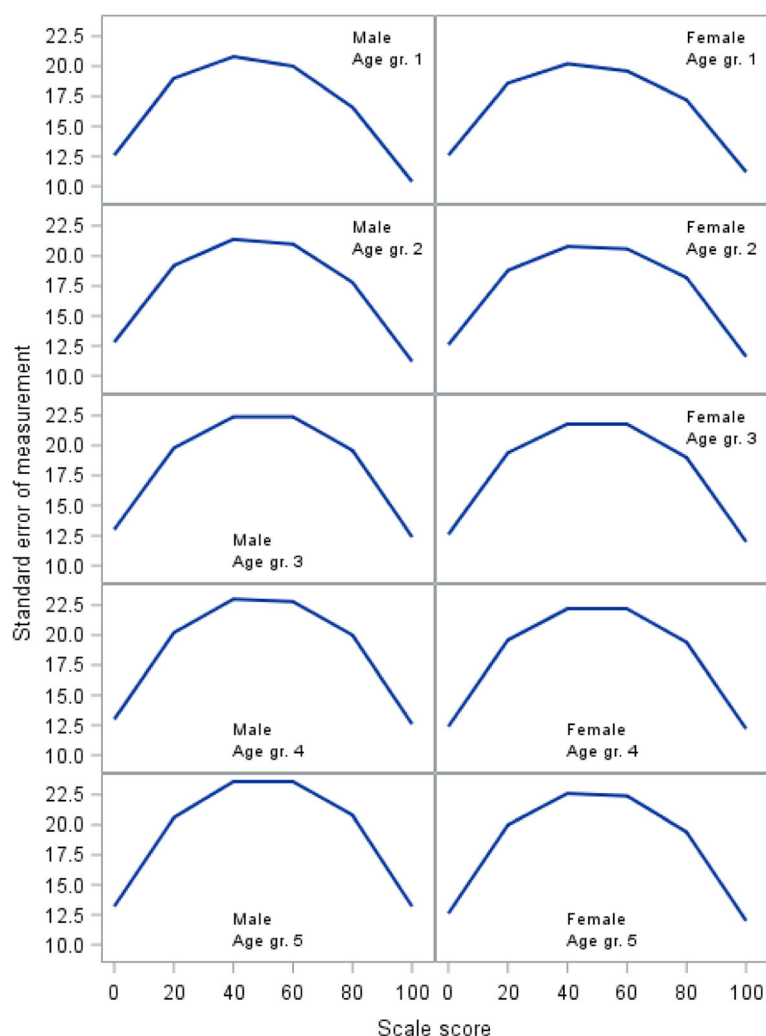 Standard error of measurement
22.5
20.0
17.5
15.0
12.5
10.0
Male
Age gr. 1
Female
Age gr. 1
22.5
20.0
17.5
15.0
12.5
10.0
Male
Age gr. 2
Female
Age gr. 2
22.5
20.0
17.5
15.0
12.5
10.0
Male
Age gr. 3
Female
Age gr. 3
22.5
20.0
17.5
15.0
12.5
10.0
Male
Age gr. 4
Female
Age gr. 4
22.5
20.0
17.5
15.0
12.5
10.0
Male
Age gr. 5
Female
Age gr. 5
0 20 40 60 80 100 0 20 40 60 80 100
Scale score